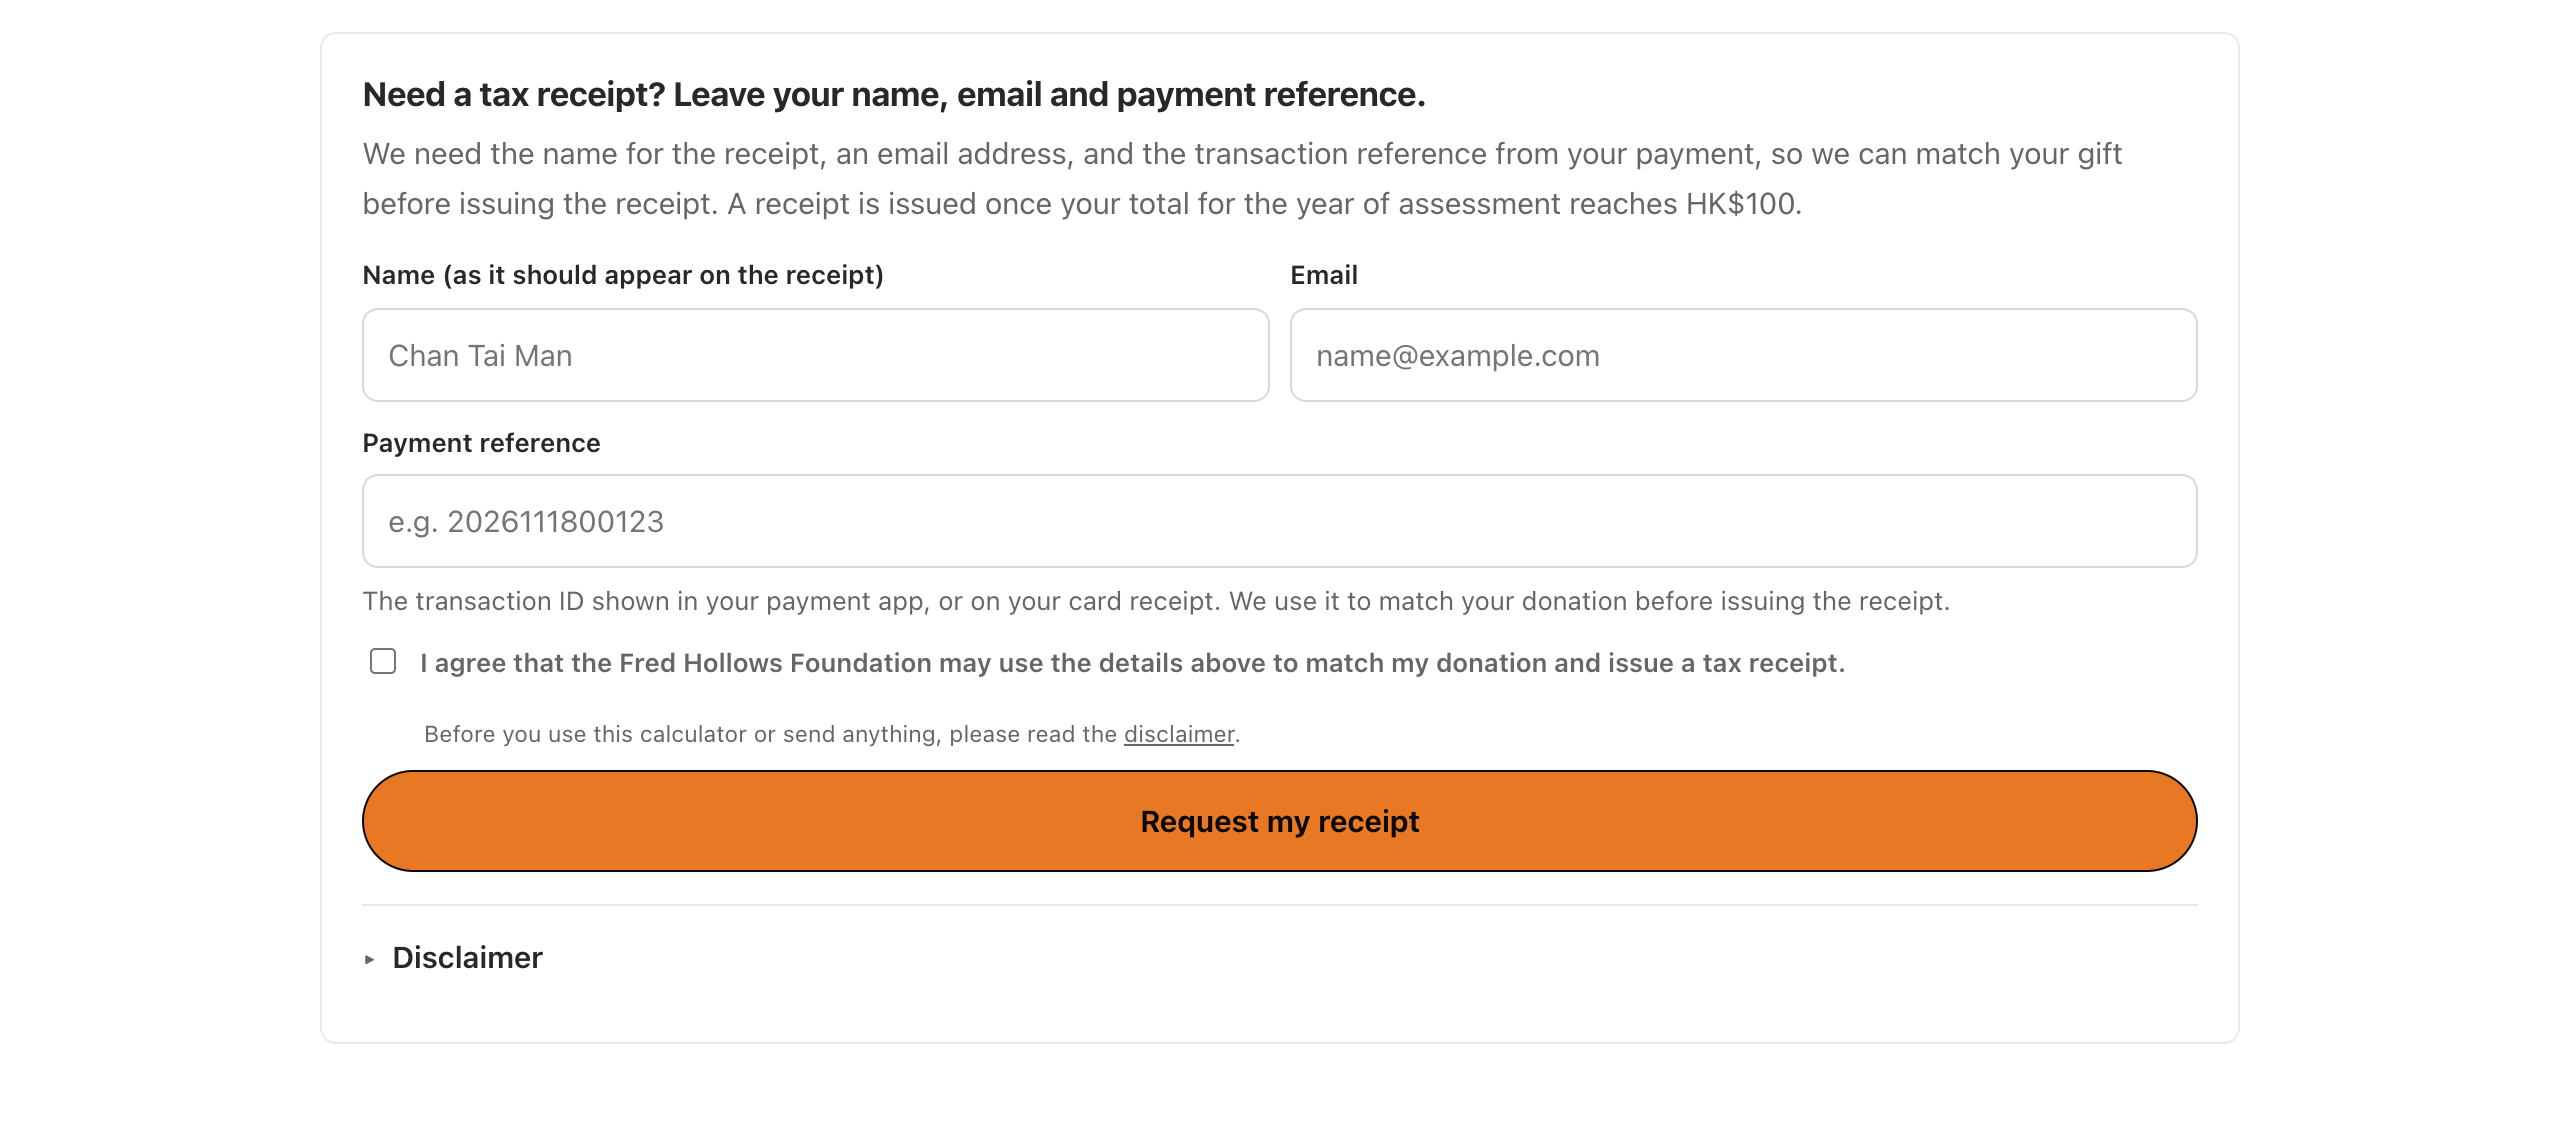 Need a tax receipt? Leave your name, email and payment reference.
We need the name for the receipt, an email address, and the transaction reference from your payment, so we can match your gift
before issuing the receipt. A receipt is issued once your total for the year of assessment reaches HK$100.
Name (as it should appear on the receipt)
Email
Chan Tai Man
name@example.com
Payment reference
e.g. 2026111800123
The transaction ID shown in your payment app, or on your card receipt. We use it to match your donation before issuing the receipt.
I agree that the Fred Hollows Foundation may use the details above to match my donation and issue a tax receipt.
Before you use this calculator or send anything, please read the disclaimer.
Request my receipt
Disclaimer